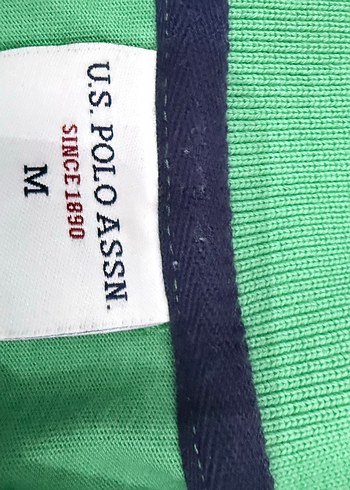 U.S. POLO ASSN.
SINCE 1890
M